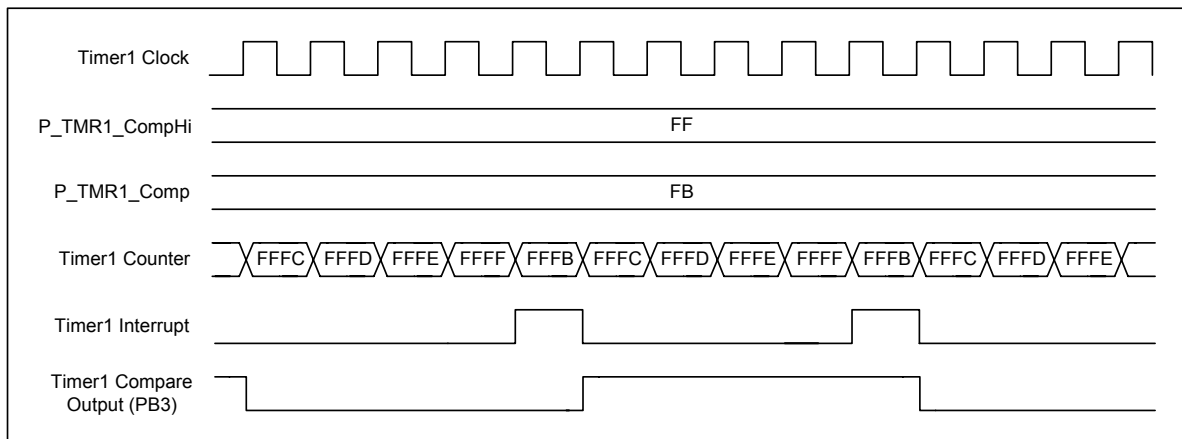 Timer1 Clock
P_TMR1_CompHi
FF
P_TMR1_Comp
FB
Timer1 Counter
FFFC FFFD FFFE FFFF FFFB FFFC FFFD FFFE FFFF FFFB FFFC FFFD FFFE
Timer1 Interrupt
Timer1 Compare
Output (PB3)